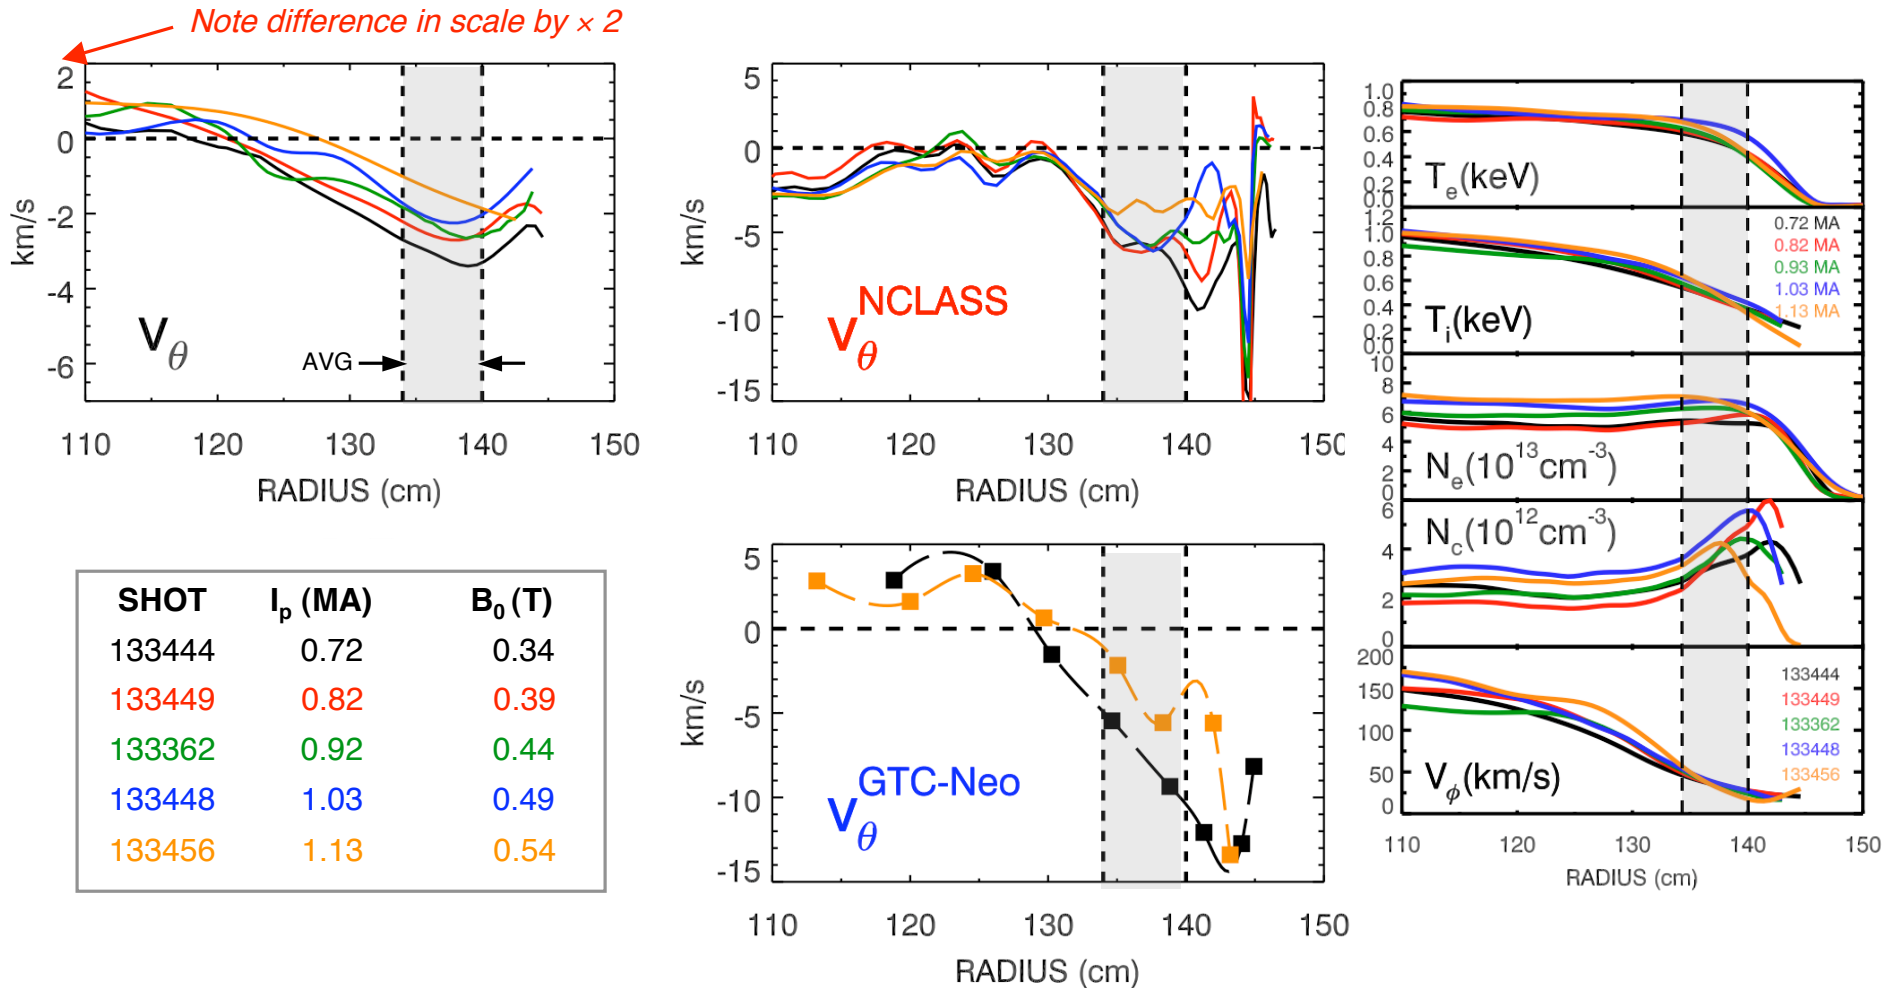 Note difference in scale by × 2
2
0
-2
-4
-6
km/s
Vθ
AVG
110 120 130 140 150
RADIUS (cm)
5
0
-5
-10
-15
km/s
VθNCLASS
110 120 130 140 150
RADIUS (cm)
SHOT Ip (MA) B0 (T)
133444 0.72 0.34
133449 0.82 0.39
133362 0.92 0.44
133448 1.03 0.49
133456 1.13 0.54
5
0
-5
-10
-15
km/s
VθGTC-Neo
110 120 130 140 150
RADIUS (cm)
1.0
0.8
0.6
0.4
0.2
0.0
Te(keV)
1.2
1.0
0.8
0.6
0.4
0.2
0.0
Ti(keV)
0.72 MA
0.82 MA
0.93 MA
1.03 MA
1.13 MA
10
8
6
4
2
0
Ne(10¹³cm⁻³)
6
4
2
0
Nc(10¹²cm⁻³)
200
150
100
50
0
Vϕ(km/s)
133444
133449
133362
133448
133456
110 120 130 140 150
RADIUS (cm)